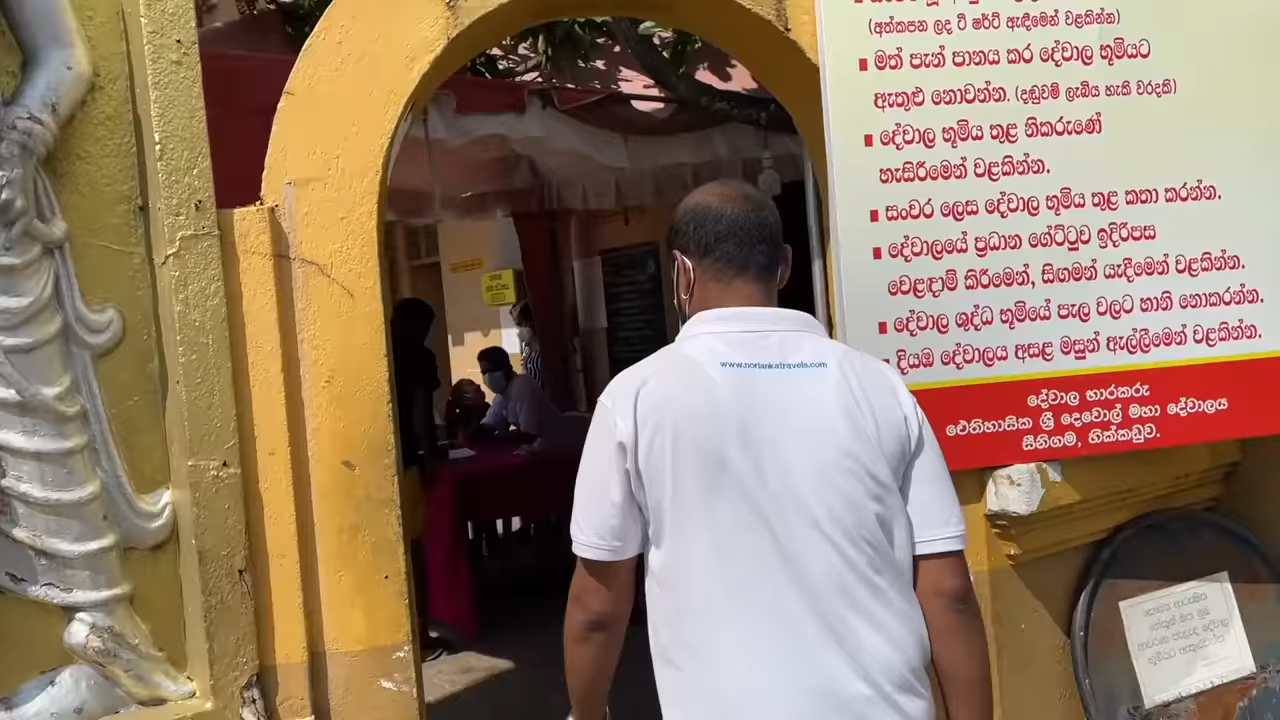 (අත්කපන ලද ටී ෂර්ට් ඇඳීමෙන් වළකින්න)
මත් පැන් පානය කර දේවාල භූමියට
ඇතුළු නොවන්න. (දඬුවම් ලැබිය හැකි වරදකි)
දේවාල භූමිය තුළ නිකරුණේ
හැසිරීමෙන් වළකින්න.
සංවර ලෙස දේවාල භූමිය තුළ කතා කරන්න.
දේවාලයේ ප්‍රධාන ගේට්ටුව ඉදිරිපස
වෙළඳාම් කිරීමෙන්, සිඟමන් යැදීමෙන් වළකින්න.
දේවාල ශුද්ධ භූමියේ පැල වලට හානි නොකරන්න.
දියඹ දේවාලය අසළ මසුන් ඇල්ලීමෙන් වළකින්න.
දේවාල භාරකරු
ඓතිහාසික ශ්‍රී දෙවොල් මහා දේවාලය
සීනිගම, හික්කඩුව.
www.norlankatravels.com